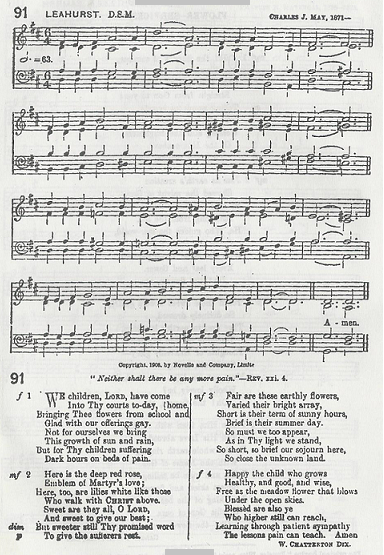 91 LEAHURST. D.S.M. CHARLES J. MAY, 1871—
= 63.
A - men.
Copyright, 1908, by Novello and Company, Limite
91 "Neither shall there be any more pain."—REV. xxi. 4.
f 1 WE children, LORD, have come
Into Thy courts to-day, [home,
Bringing Thee flowers from school and
Glad with our offerings gay.
Not for ourselves we bring
This growth of sun and rain,
But for Thy children suffering
Dark hours on beds of pain.
mf 2 Here is the deep red rose,
Emblem of Martyr's love;
Here, too, are lilies white like those
Who walk with CHRIST above.
Sweet are they all, O LORD,
And sweet to give our best;
dim But sweeter still Thy promised word
p To give the sufferers rest.
mf 3 Fair are these earthly flowers,
Varied their bright array,
Short is their term of sunny hours,
Brief is their summer day.
So must we too appear,
As in Thy light we stand,
So short, so brief our sojourn here,
So close the unknown land.
f 4 Happy the child who grows
Healthy, and good, and wise,
Free as the meadow flower that blows
Under the open skies.
Blessèd are also ye
Who higher still can reach,
Learning through patient sympathy
The lessons pain can teach. Amen
W. CHATTERTON DIX.